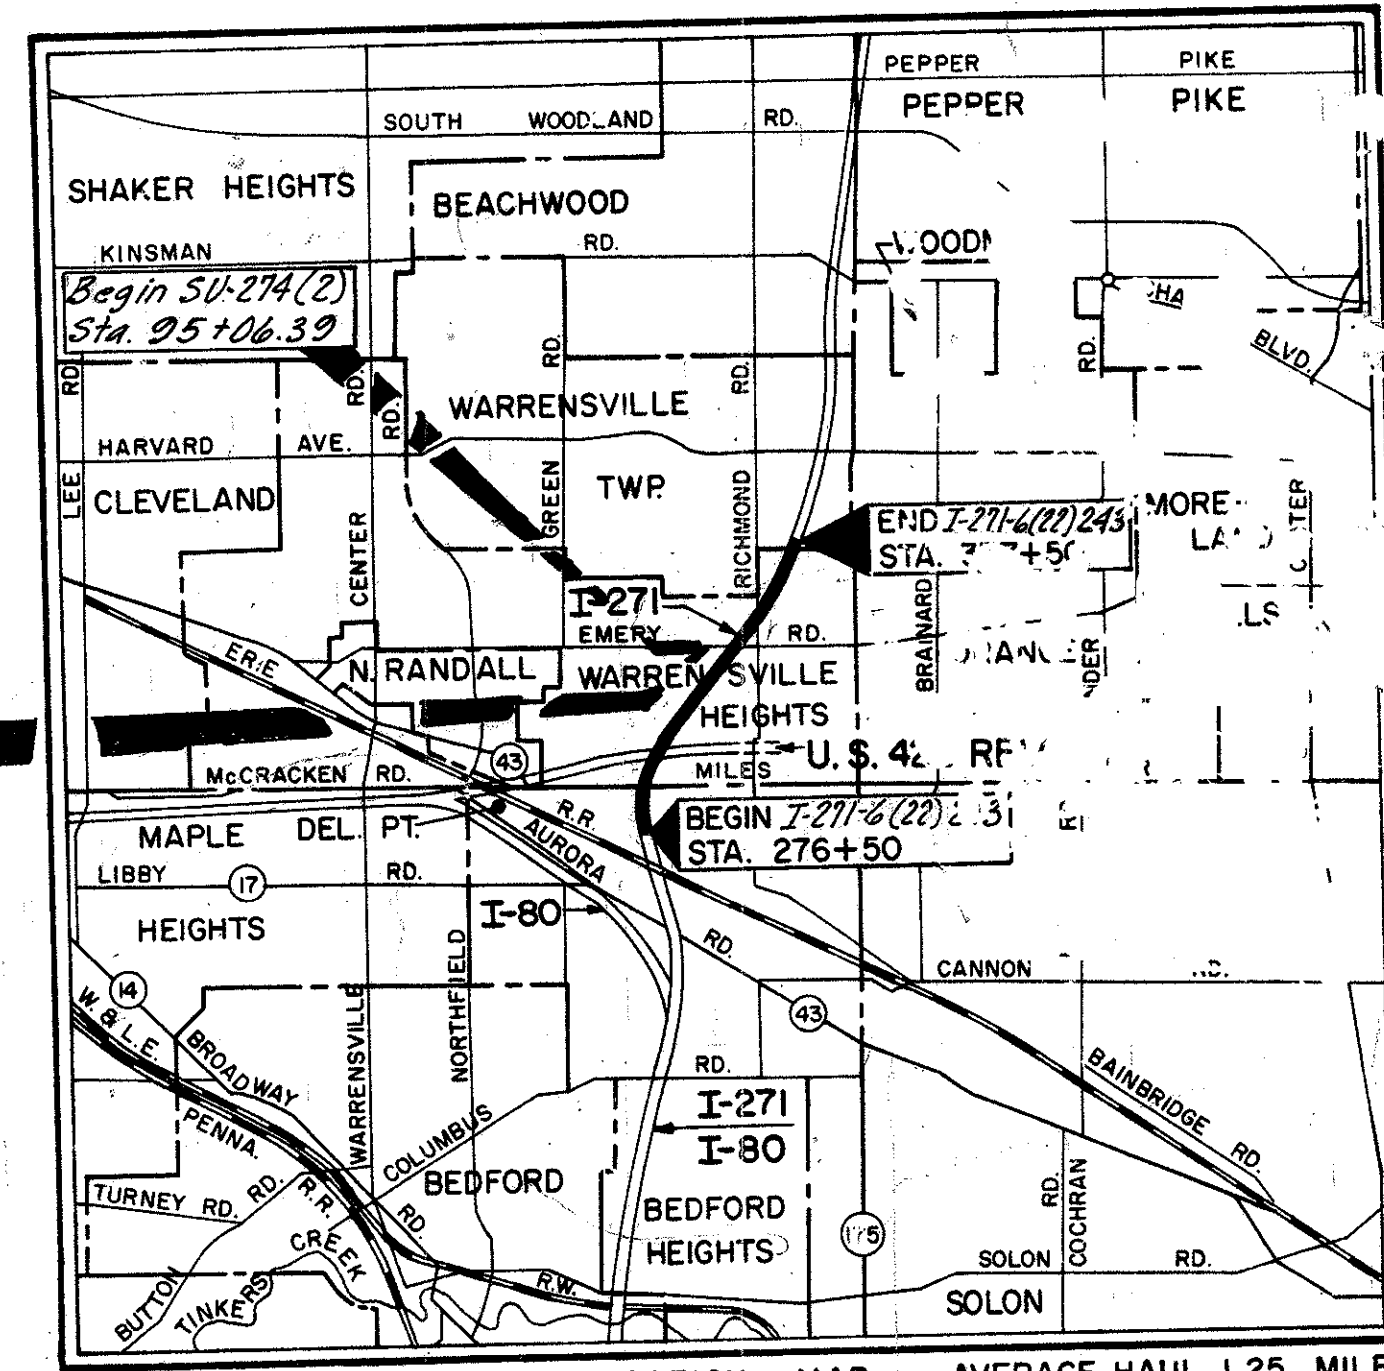 PEPPER PIKE
PEPPER PIKE
SOUTH WOODLAND RD.
SHAKER HEIGHTS
BEACHWOOD
KINSMAN RD.
Begin SU-274(2)
Sta. 95+06.39
BLVD.
RD.
RD.
RD.
RD.
RD.
RD.
WARRENSVILLE
HARVARD AVE.
TWP.
LEE
CLEVELAND
GREEN
RICHMOND
CENTER
END I-271-6(22)243
STA.
MORE-
I-271
EMERY RD.
BRAINARD
ERIE
N. RANDALL
WARRENSVILLE
HEIGHTS
43
U.S.
McCRACKEN RD.
MILES
MAPLE
DEL. PT.
R.R.
AURORA
BEGIN I-271-6(22)
STA. 276+50
LIBBY 17 RD.
HEIGHTS
I-80
RD.
CANNON
14
W. & L.E.
BROADWAY
WARRENSVILLE
NORTHFIELD
43
RD.
PENNA.
R.R.
I-271
I-80
BAINBRIDGE RD.
COLUMBUS
BEDFORD
TURNEY RD.
RD.
RD.
BEDFORD
HEIGHTS
175
RD.
COCHRAN
BUTTON
TINKERS
CREEK
R.W.
SOLON RD.
SOLON
MAP AVERAGE HAUL 1.25